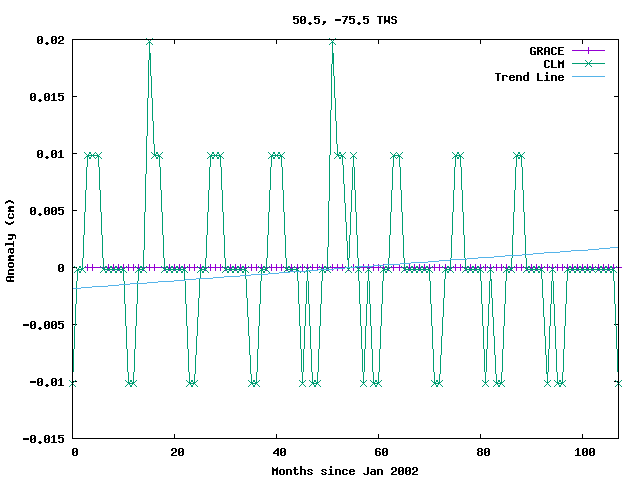 50.5, -75.5 TWS
GRACE
CLM
Trend Line
0.02
0.015
0.01
0.005
0
-0.005
-0.01
-0.015
Anomaly (cm)
0 20 40 60 80 100
Months since Jan 2002